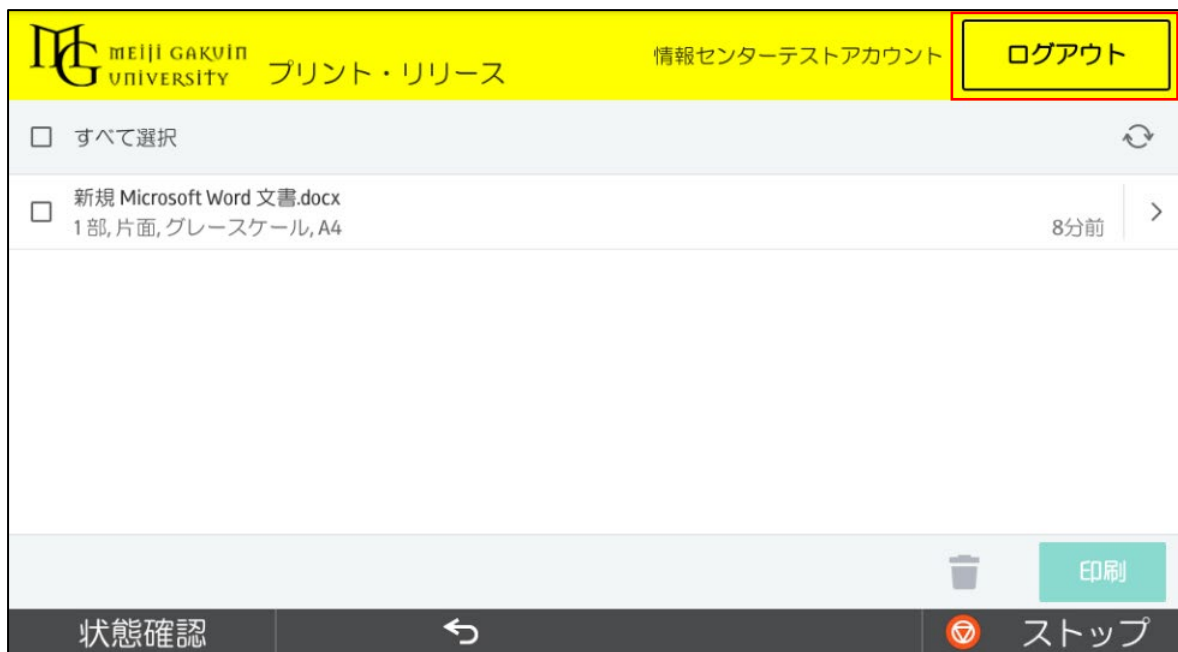 MG MEIJI GAKUIN
UNIVERSITY
プリント・リリース
情報センターテストアカウント
ログアウト
すべて選択
新規 Microsoft Word 文書.docx
1 部, 片面, グレースケール, A4
8分前
印刷
状態確認
ストップ